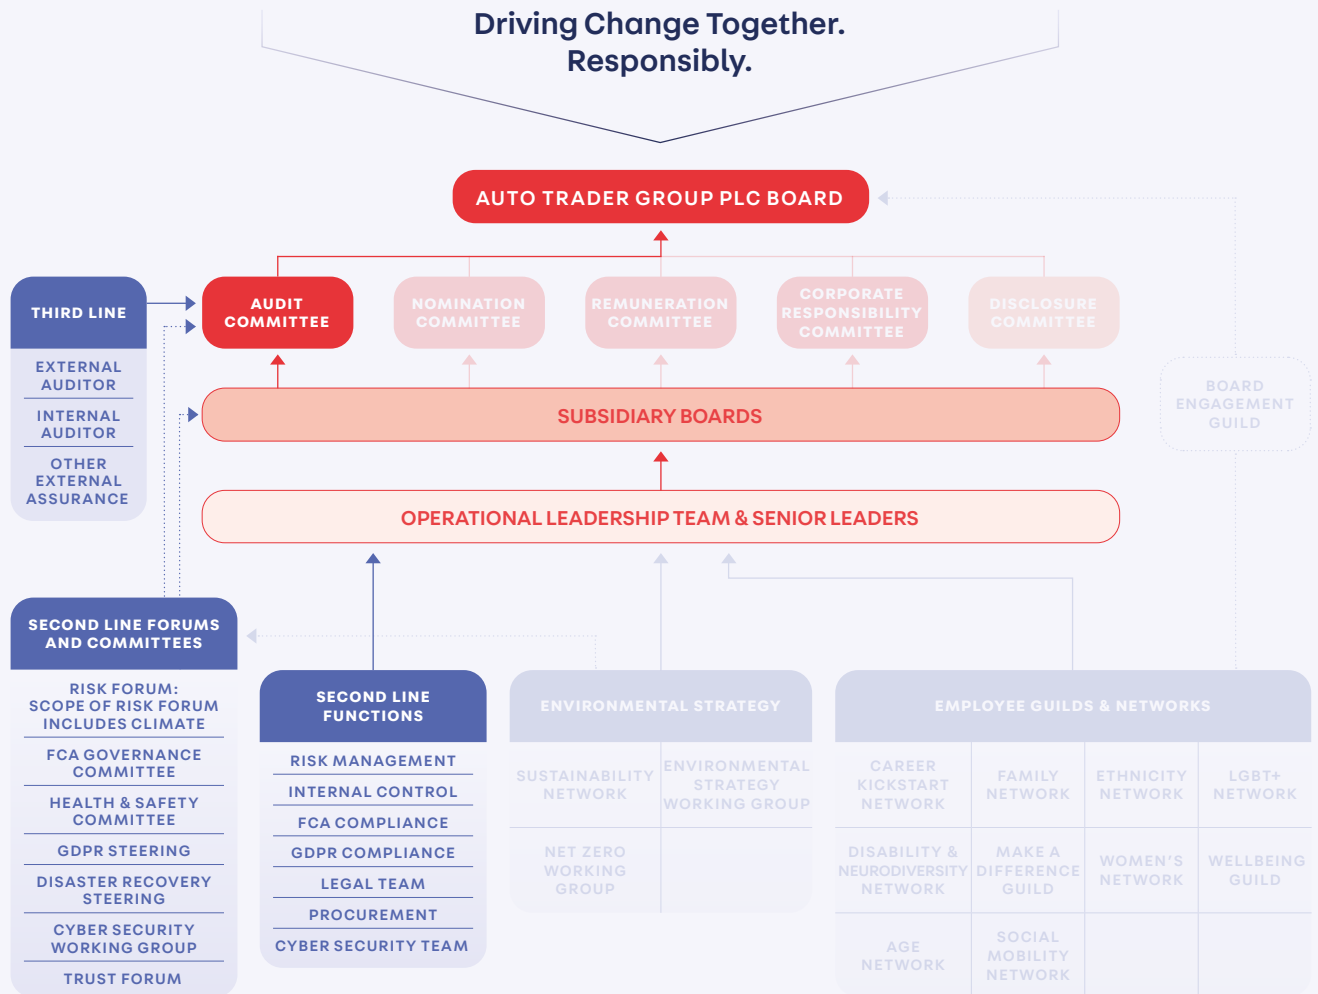 Driving Change Together.
Responsibly.
AUTO TRADER GROUP PLC BOARD
THIRD LINE
EXTERNAL
AUDITOR
INTERNAL
AUDITOR
OTHER
EXTERNAL
ASSURANCE
AUDIT
COMMITTEE
NOMINATION
COMMITTEE
REMUNERATION
COMMITTEE
CORPORATE
RESPONSIBILITY
COMMITTEE
DISCLOSURE
COMMITTEE
BOARD
ENGAGEMENT
GUILD
SUBSIDIARY BOARDS
OPERATIONAL LEADERSHIP TEAM & SENIOR LEADERS
SECOND LINE FORUMS
AND COMMITTEES
RISK FORUM:
SCOPE OF RISK FORUM
INCLUDES CLIMATE
FCA GOVERNANCE
COMMITTEE
HEALTH & SAFETY
COMMITTEE
GDPR STEERING
DISASTER RECOVERY
STEERING
CYBER SECURITY
WORKING GROUP
TRUST FORUM
SECOND LINE
FUNCTIONS
RISK MANAGEMENT
INTERNAL CONTROL
FCA COMPLIANCE
GDPR COMPLIANCE
LEGAL TEAM
PROCUREMENT
CYBER SECURITY TEAM
ENVIRONMENTAL STRATEGY
SUSTAINABILITY
NETWORK
ENVIRONMENTAL
STRATEGY
WORKING GROUP
NET ZERO
WORKING
GROUP
EMPLOYEE GUILDS & NETWORKS
CAREER
KICKSTART
NETWORK
FAMILY
NETWORK
ETHNICITY
NETWORK
LGBT+
NETWORK
DISABILITY &
NEURODIVERSITY
NETWORK
MAKE A
DIFFERENCE
GUILD
WOMEN'S
NETWORK
WELLBEING
GUILD
AGE
NETWORK
SOCIAL
MOBILITY
NETWORK